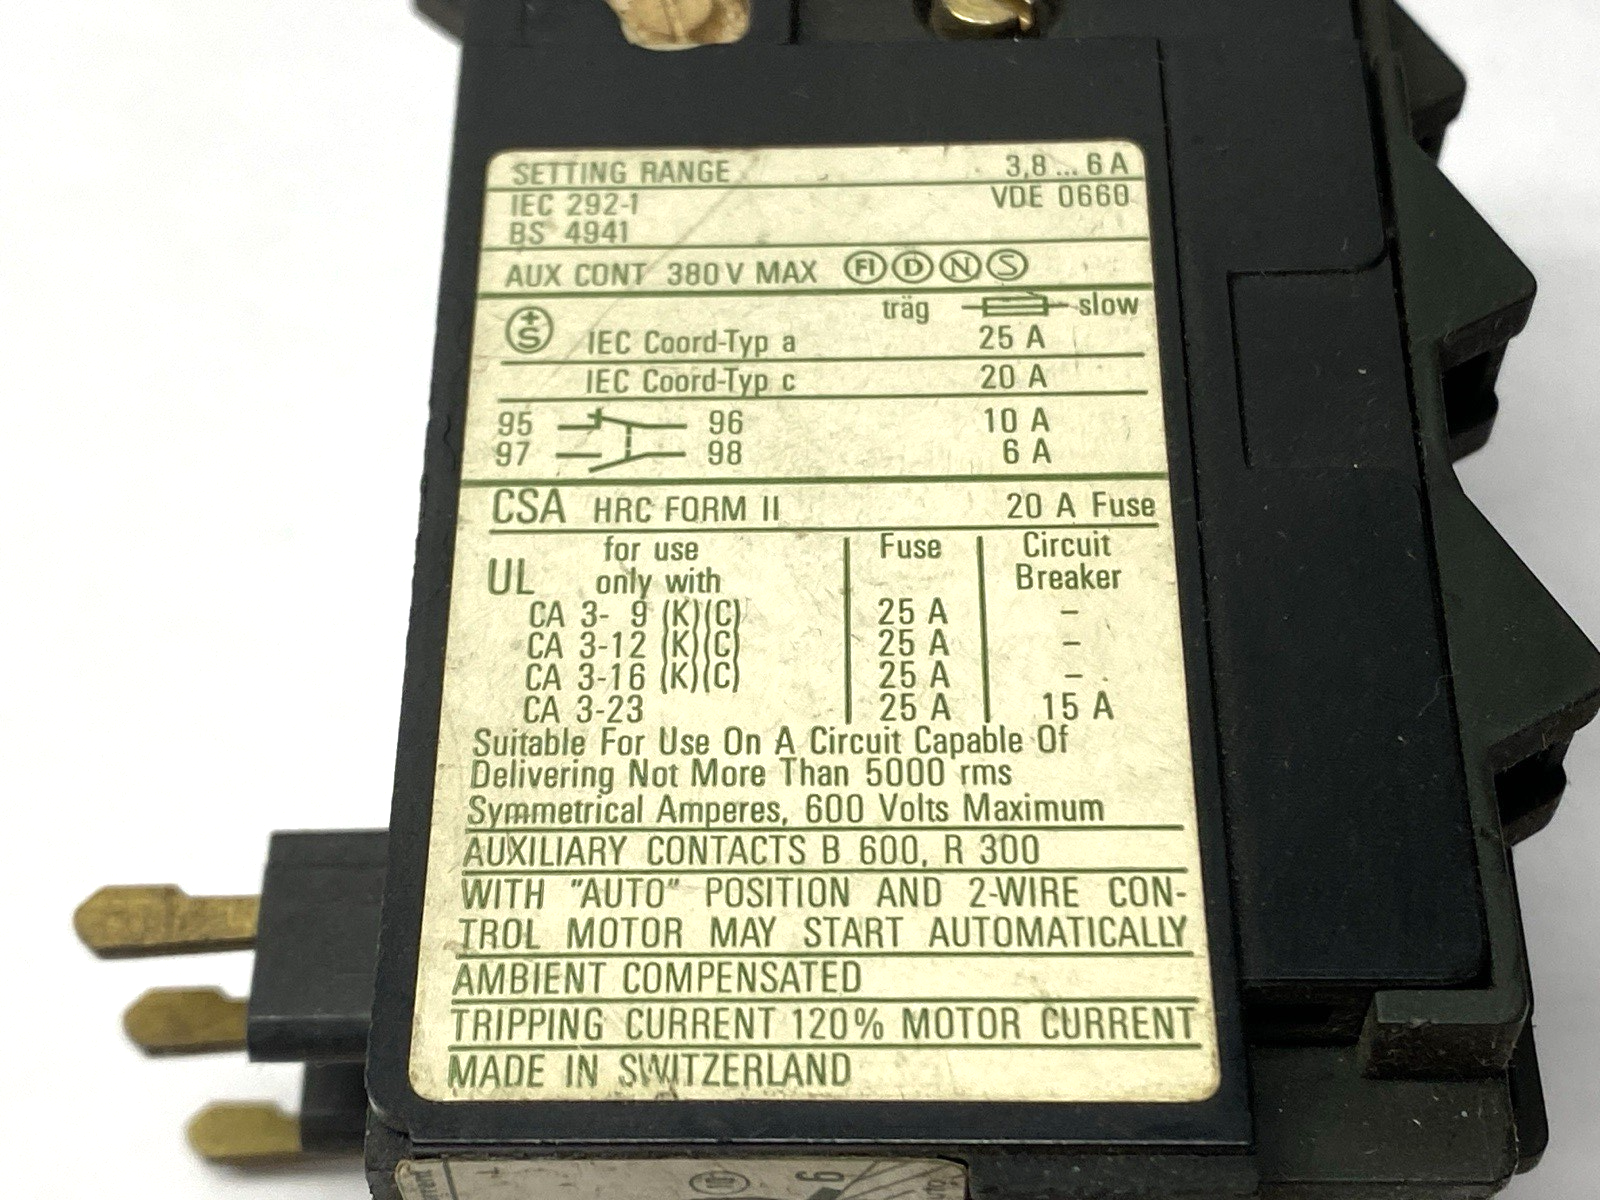 SETTING RANGE 3,8 ... 6 A
IEC 292-1 VDE 0660
BS 4941
AUX CONT 380 V MAX FI D N S
träg slow
+S IEC Coord-Typ a 25 A
IEC Coord-Typ c 20 A
95 96 10 A
97 98 6 A
CSA HRC FORM II 20 A Fuse
for use Fuse Circuit
UL only with Breaker
CA 3- 9 (K)(C) 25 A –
CA 3-12 (K)(C) 25 A –
CA 3-16 (K)(C) 25 A –
CA 3-23 25 A 15 A
Suitable For Use On A Circuit Capable Of
Delivering Not More Than 5000 rms
Symmetrical Amperes, 600 Volts Maximum
AUXILIARY CONTACTS B 600, R 300
WITH "AUTO" POSITION AND 2-WIRE CON-
TROL MOTOR MAY START AUTOMATICALLY
AMBIENT COMPENSATED
TRIPPING CURRENT 120% MOTOR CURRENT
MADE IN SWITZERLAND